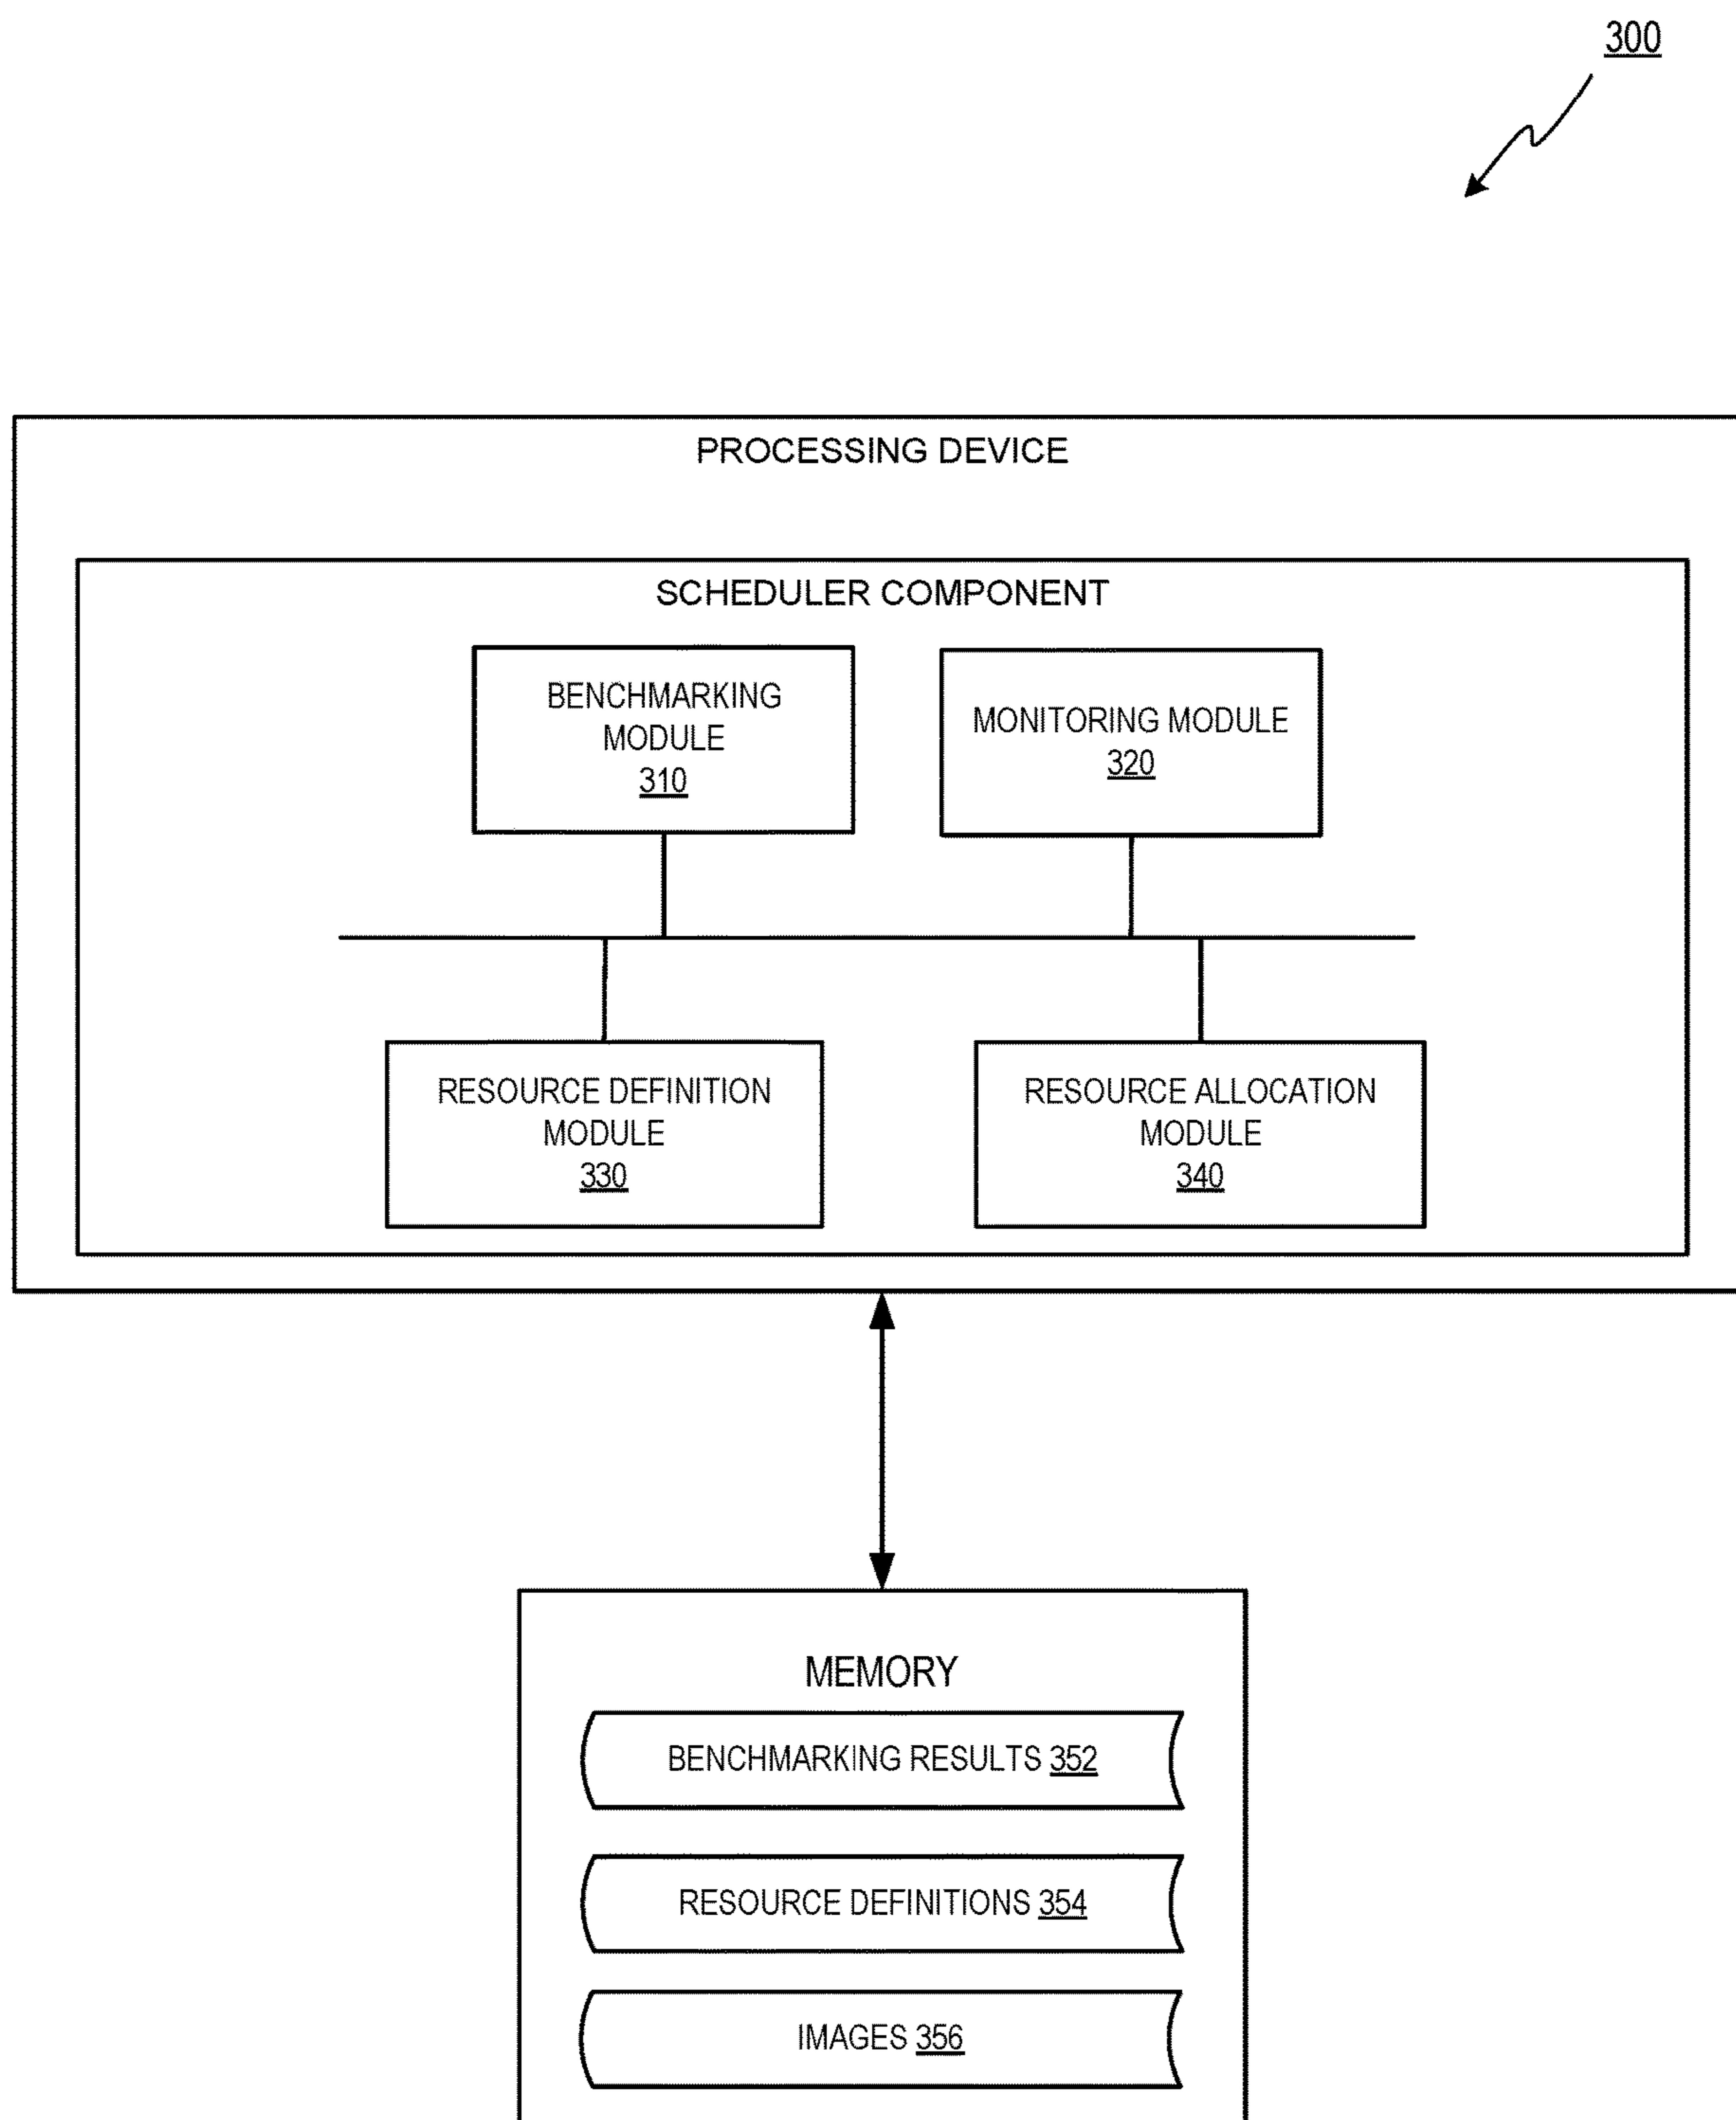 300
PROCESSING DEVICE
SCHEDULER COMPONENT
BENCHMARKING
MODULE
310
MONITORING MODULE
320
RESOURCE DEFINITION
MODULE
330
RESOURCE ALLOCATION
MODULE
340
MEMORY
BENCHMARKING RESULTS 352
RESOURCE DEFINITIONS 354
IMAGES 356